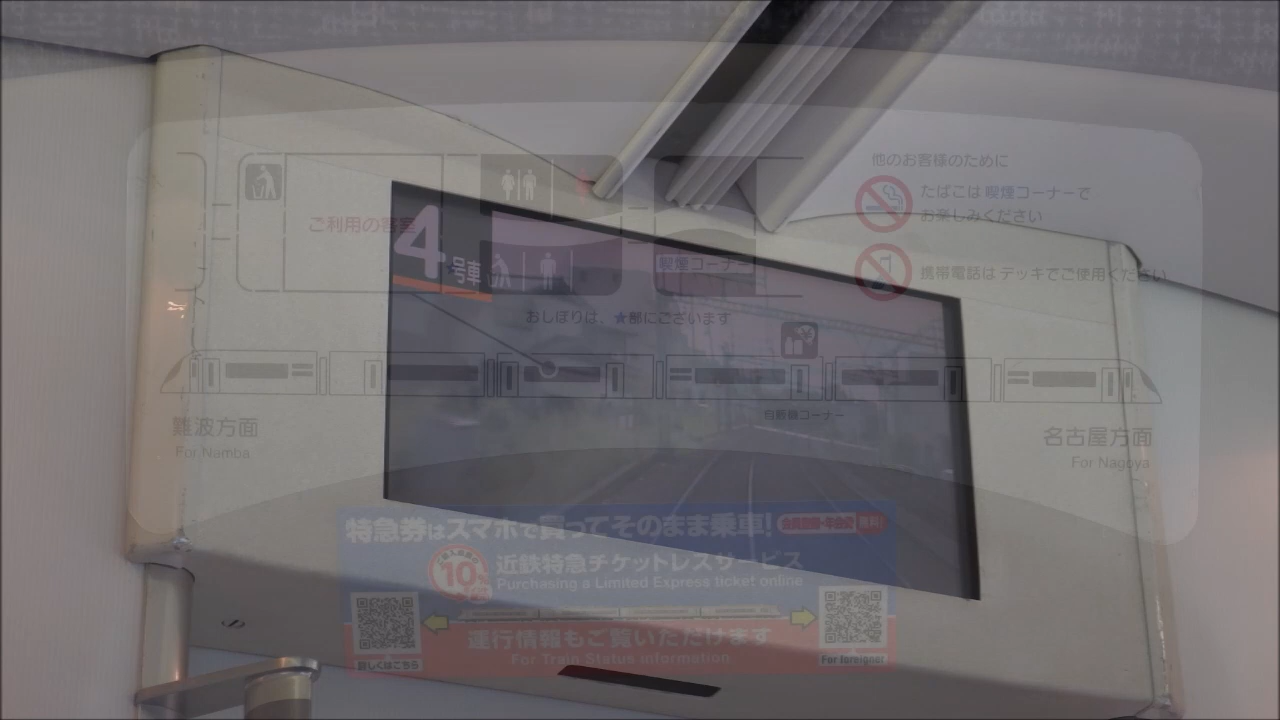 他のお客様のために
たばこは喫煙コーナーで
お楽しみください
携帯電話はデッキでご使用ください
ご利用の客室
4号車
喫煙コーナー
おしぼりは、★部にございます
自販機コーナー
難波方面
For Namba
名古屋方面
For Nagoya
特急券はスマホで買ってそのまま乗車!
近鉄特急チケットレスサービス
Purchasing a Limited Express ticket online
10
運行情報もご覧いただけます
For Train Status information
詳しくはこちら
For foreigner